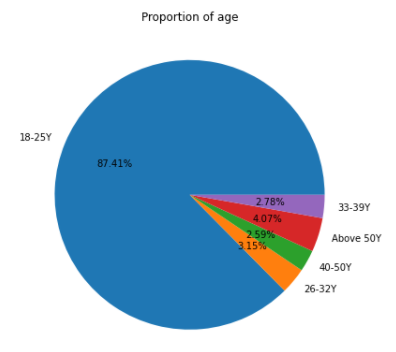 Proportion of age
18-25Y
87.41%
2.78%
33-39Y
4.07%
Above 50Y
2.59%
40-50Y
3.15%
26-32Y